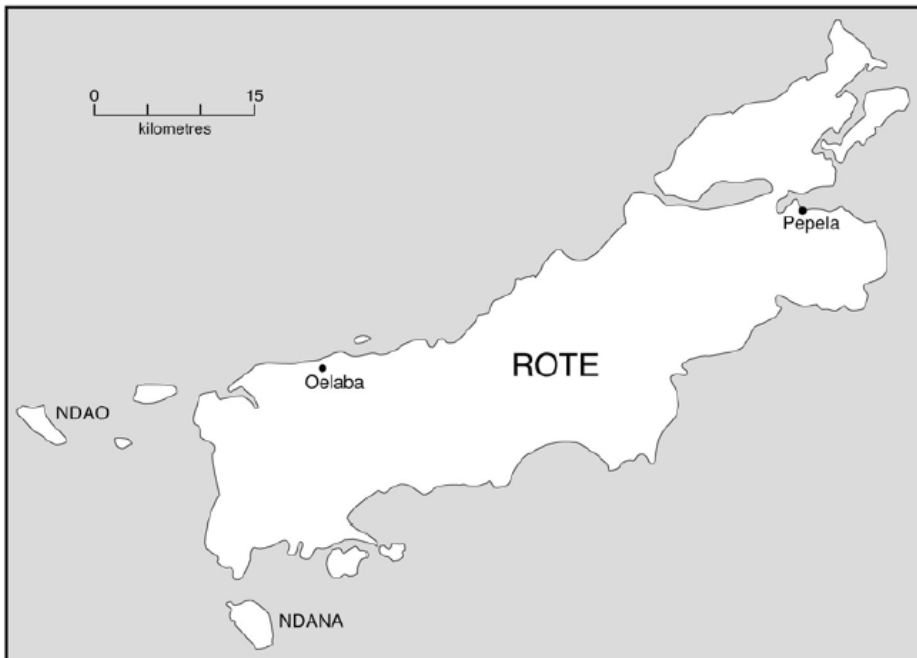 0 15
kilometres
Pepela
ROTE
Oelaba
NDAO
NDANA